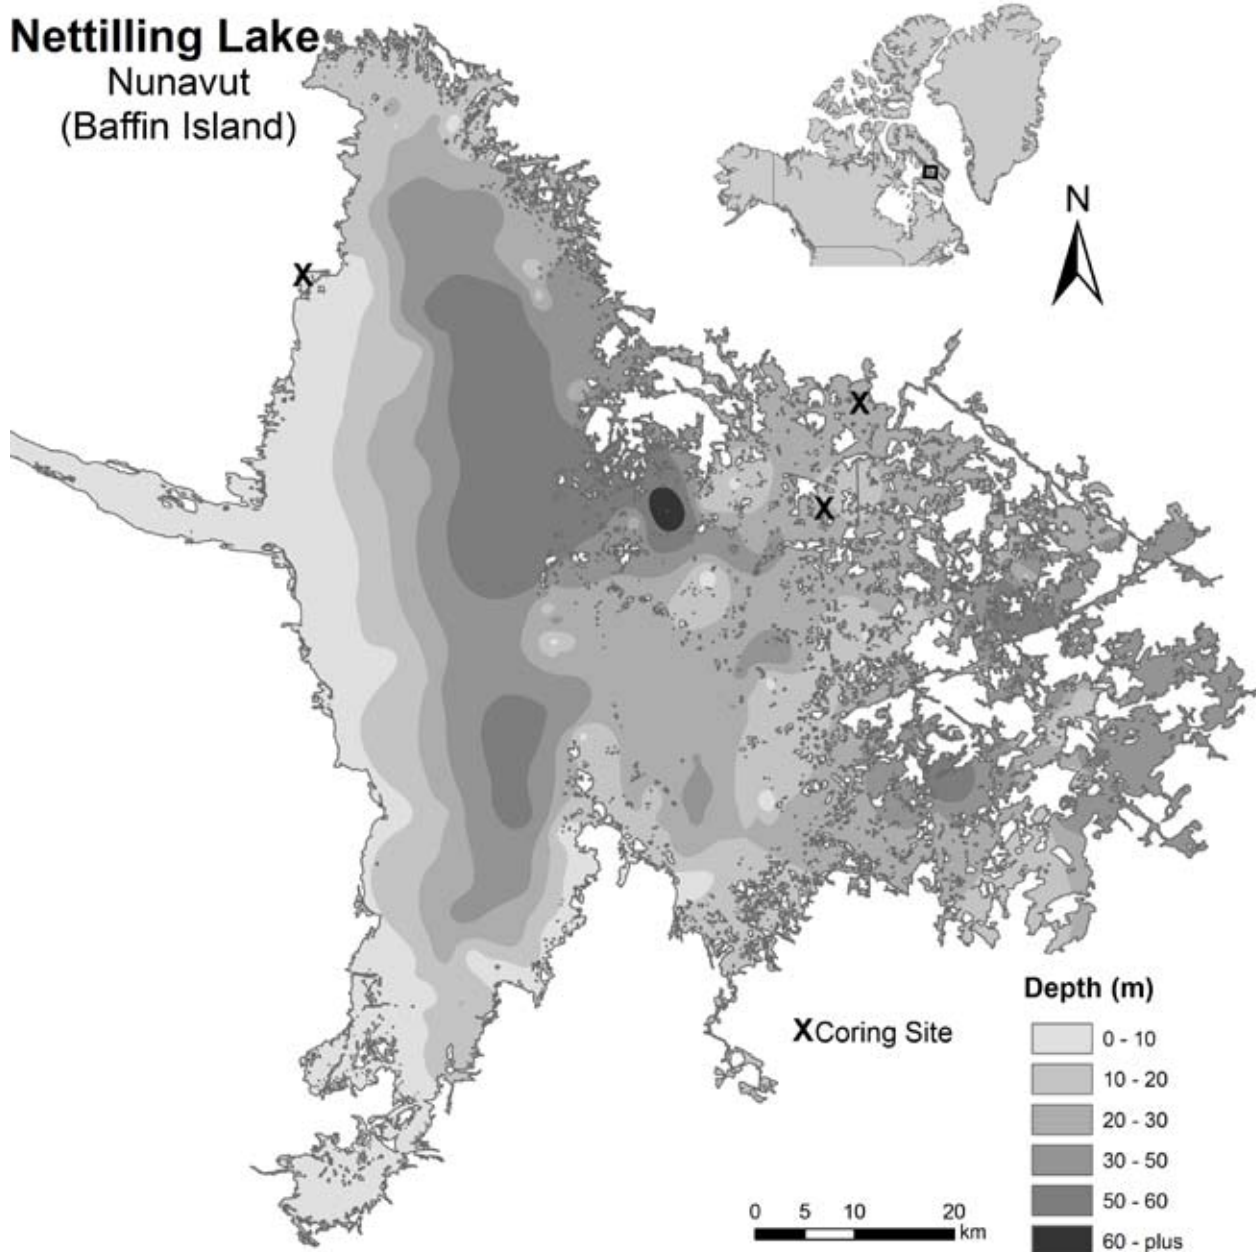 Nettilling Lake
Nunavut
(Baffin Island)
N
X
X
X
Depth (m)
X Coring Site
0 - 10
10 - 20
20 - 30
30 - 50
50 - 60
60 - plus
0 5 10 20
km